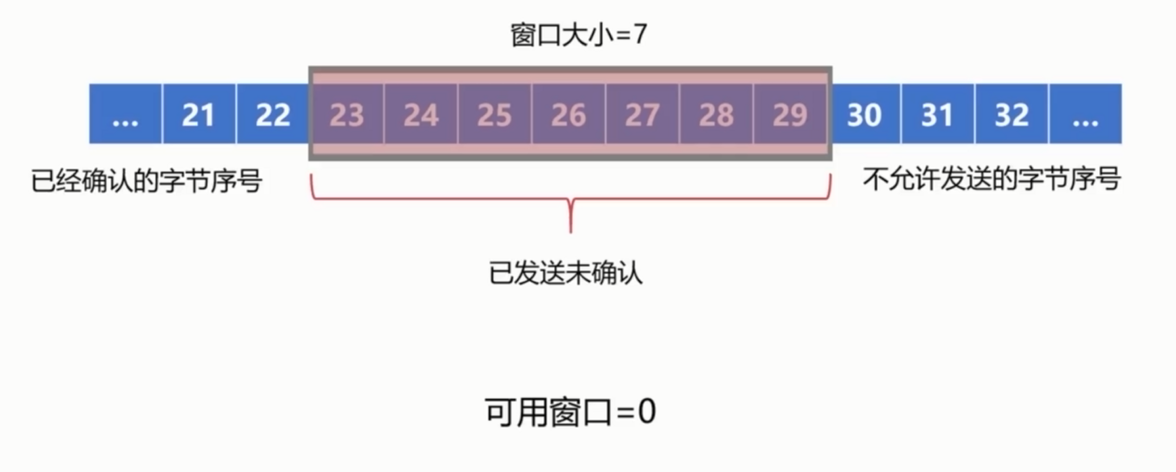 窗口大小=7
... 21 22 23 24 25 26 27 28 29 30 31 32 ...
已经确认的字节序号
不允许发送的字节序号
已发送未确认
可用窗口=0